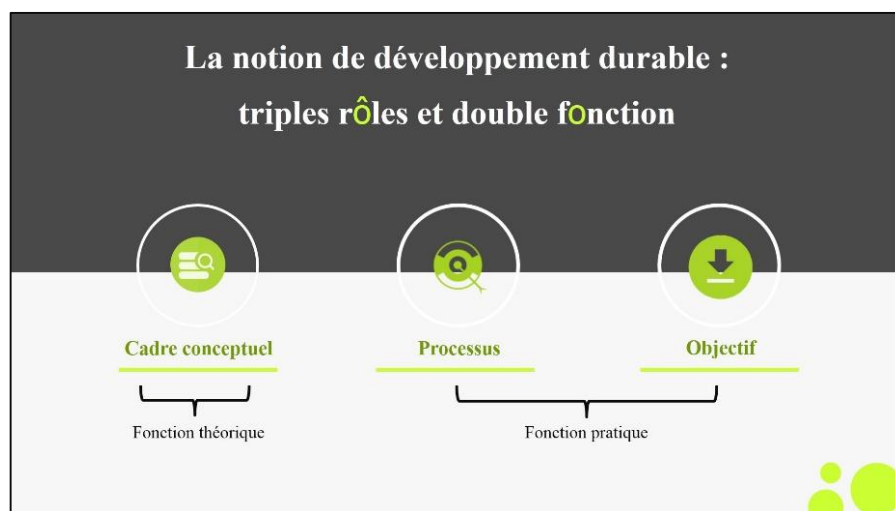 La notion de développement durable :
triples rôles et double fonction
Cadre conceptuel
Processus
Objectif
Fonction théorique
Fonction pratique